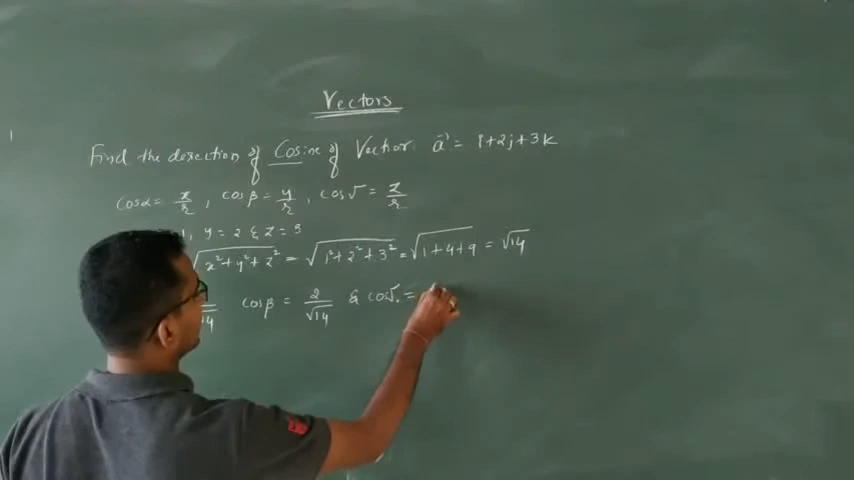 Vectors
Find the derection of Cosine of Vector: a⃗ = i+2j+3k
cosα = x/r , cosβ = y/r , cosγ = z/r
1, y = 2 & z = 3
√x²+y²+z² = √1²+2²+3² = √1+4+9 = √14
√14 cosβ = 2/√14 & cosγ =